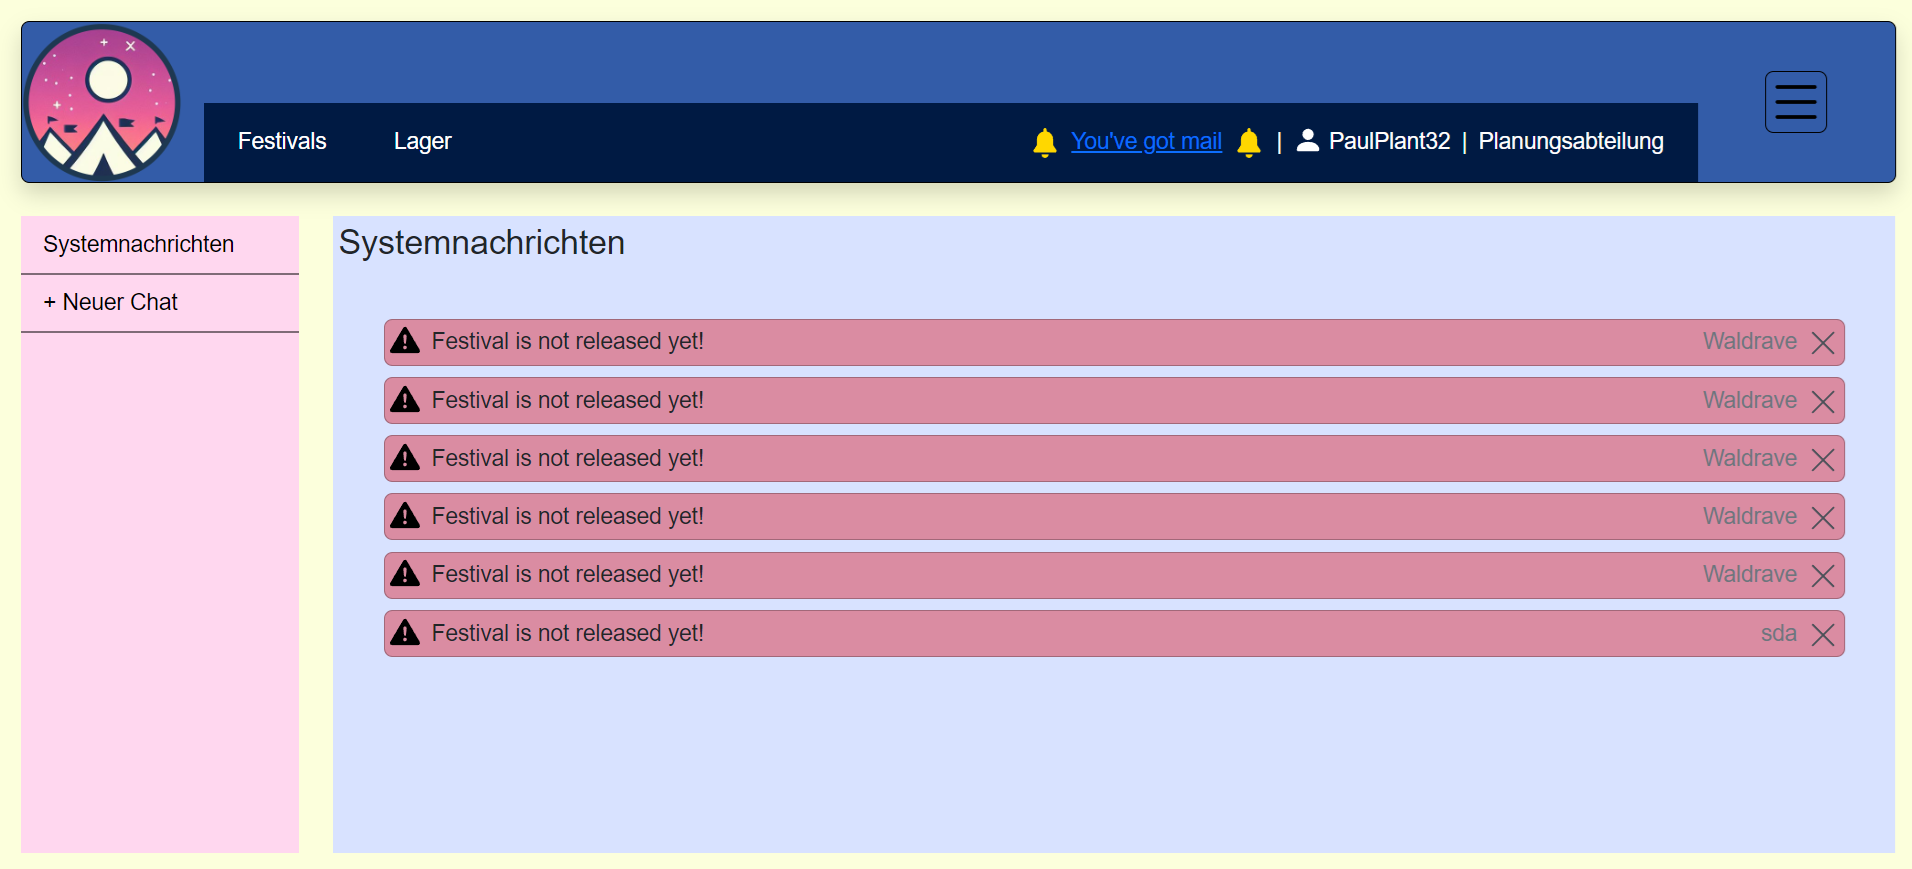 Festivals Lager You've got mail | PaulPlant32 | Planungsabteilung
Systemnachrichten
+ Neuer Chat
Systemnachrichten
Festival is not released yet! Waldrave
Festival is not released yet! Waldrave
Festival is not released yet! Waldrave
Festival is not released yet! Waldrave
Festival is not released yet! Waldrave
Festival is not released yet! sda